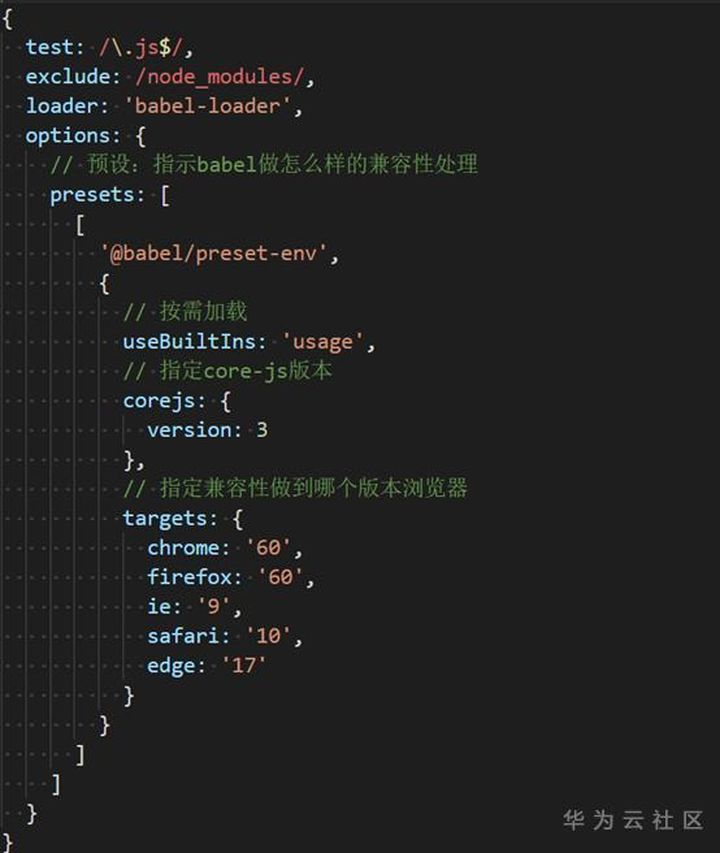 {
  test: /\.js$/,
  exclude: /node_modules/,
  loader: 'babel-loader',
  options: {
    // 预设：指示babel做怎么样的兼容性处理
    presets: [
      [
        '@babel/preset-env',
        {
          // 按需加载
          useBuiltIns: 'usage',
          // 指定core-js版本
          corejs: {
            version: 3
          },
          // 指定兼容性做到哪个版本浏览器
          targets: {
            chrome: '60',
            firefox: '60',
            ie: '9',
            safari: '10',
            edge: '17'
          }
        }
      ]
    ]
  }
}
华为云社区